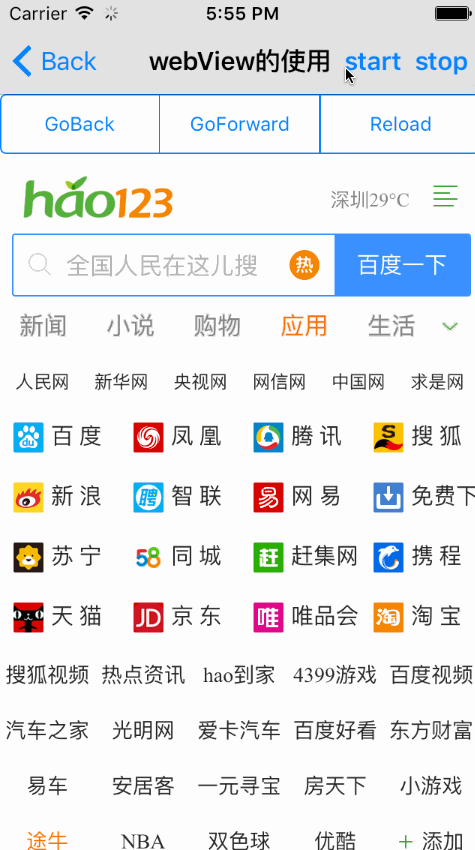 Carrier 5:55 PM
Back webView的使用 start stop
GoBack GoForward Reload
hao123 深圳29°C
全国人民在这儿搜 热 百度一下
新闻 小说 购物 应用 生活
人民网 新华网 央视网 网信网 中国网 求是网
du 百度 凤凰 腾讯 S 搜狐
新浪 聘 智联 易 网易 免费下
苏宁 58 同城 赶 赶集网 携程
天猫 JD 京东 唯 唯品会 淘 淘宝
搜狐视频 热点资讯 hao到家 4399游戏 百度视频
汽车之家 光明网 爱卡汽车 百度好看 东方财富
易车 安居客 一元寻宝 房天下 小游戏
途牛 NBA 双色球 优酷 + 添加